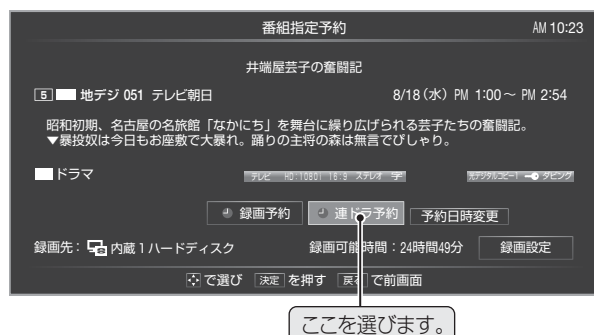 番組指定予約 AM 10:23
井端屋芸子の奮闘記
5 地デジ 051 テレビ朝日 8/18(水) PM 1:00～ PM 2:54
昭和初期、名古屋の名旅館「なかにち」を舞台に繰り広げられる芸子たちの奮闘記。
▼暴投奴は今日もお座敷で大暴れ。踊りの主将の森は無言でぴしゃり。
ドラマ テレビ HD:1080i 16:9 ステレオ 字
録画予約 連ドラ予約 予約日時変更
録画先: 内蔵1ハードディスク 録画可能時間:24時間49分 録画設定
で選び 決定 を押す 戻る で前画面
ここを選びます。